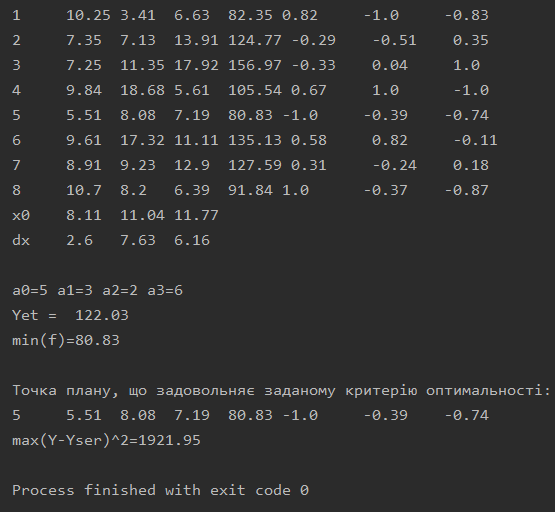 1 10.25 3.41 6.63 82.35 0.82 -1.0 -0.83
2 7.35 7.13 13.91 124.77 -0.29 -0.51 0.35
3 7.25 11.35 17.92 156.97 -0.33 0.04 1.0
4 9.84 18.68 5.61 105.54 0.67 1.0 -1.0
5 5.51 8.08 7.19 80.83 -1.0 -0.39 -0.74
6 9.61 17.32 11.11 135.13 0.58 0.82 -0.11
7 8.91 9.23 12.9 127.59 0.31 -0.24 0.18
8 10.7 8.2 6.39 91.84 1.0 -0.37 -0.87
x0 8.11 11.04 11.77
dx 2.6 7.63 6.16
a0=5 a1=3 a2=2 a3=6
Yet = 122.03
min(f)=80.83
Точка плану, що задовольняє заданому критерію оптимальності:
5 5.51 8.08 7.19 80.83 -1.0 -0.39 -0.74
max(Y-Yser)^2=1921.95
Process finished with exit code 0